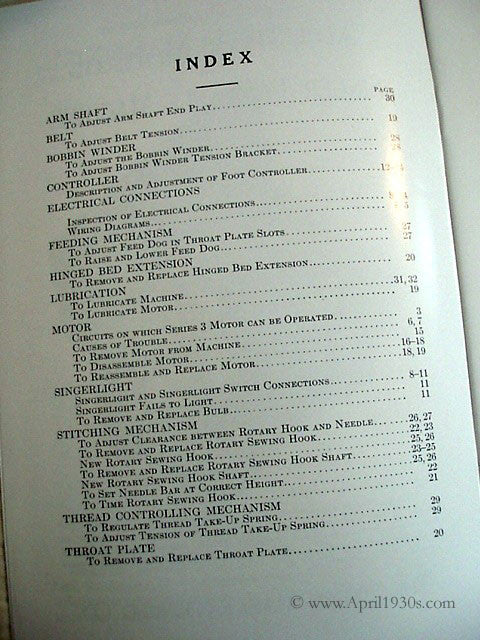 INDEX
PAGE
ARM SHAFT
To Adjust Arm Shaft End Play 30
BELT
To Adjust Belt Tension 19
BOBBIN WINDER
To Adjust the Bobbin Winder 28
To Adjust Bobbin Winder Tension Bracket 28
CONTROLLER
Description and Adjustment of Foot Controller
ELECTRICAL CONNECTIONS
Inspection of Electrical Connections
Wiring Diagrams
FEEDING MECHANISM
To Adjust Feed Dog in Throat Plate Slots 27
To Raise and Lower Feed Dog 27
HINGED BED EXTENSION
To Remove and Replace Hinged Bed Extension 20
LUBRICATION
To Lubricate Machine 31, 32
To Lubricate Motor 19
MOTOR
Circuits on which Series 3 Motor can be Operated 3
Causes of Trouble 6, 7
To Remove Motor from Machine 15
To Disassemble Motor 16–18
To Reassemble and Replace Motor 18, 19
SINGERLIGHT
Singerlight and Singerlight Switch Connections 8–11
Singerlight Fails to Light 11
To Remove and Replace Bulb 11
STITCHING MECHANISM
To Adjust Clearance between Rotary Hook and Needle 26, 27
To Remove and Replace Rotary Sewing Hook 22, 23
New Rotary Sewing Hook 25, 26
To Remove and Replace Rotary Sewing Hook Shaft 23–25
New Rotary Sewing Hook Shaft 25, 26
To Set Needle Bar at Correct Height 22
To Time Rotary Sewing Hook 21
THREAD CONTROLLING MECHANISM
To Regulate Thread Take-Up Spring 29
To Adjust Tension of Thread Take-Up Spring 29
THROAT PLATE
To Remove and Replace Throat Plate 20
© www.April1930s.com